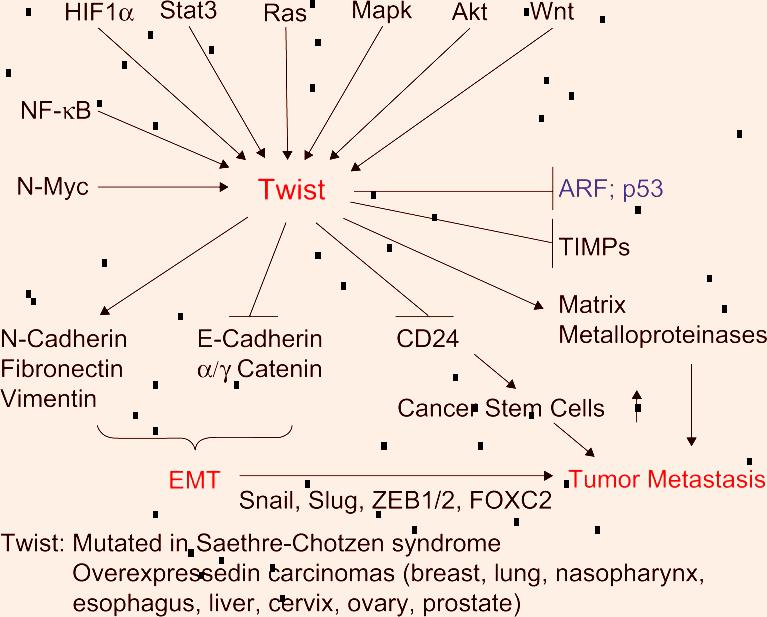 HIF1α Stat3 Ras Mapk Akt Wnt
NF-κB
N-Myc
Twist
ARF; p53
TIMPs
Matrix
Metalloproteinases
N-Cadherin
Fibronectin
Vimentin
E-Cadherin
α/γ Catenin
CD24
Cancer Stem Cells
EMT
Snail, Slug, ZEB1/2, FOXC2
Tumor Metastasis
Twist: Mutated in Saethre-Chotzen syndrome
Overexpressedin carcinomas (breast, lung, nasopharynx,
esophagus, liver, cervix, ovary, prostate)